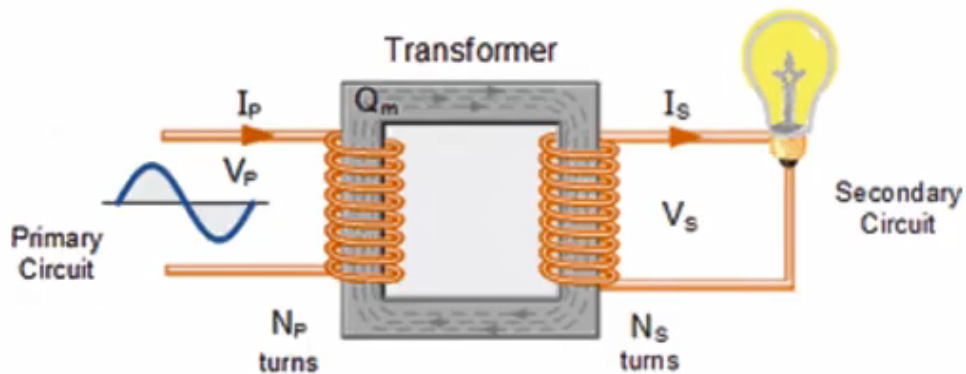 Transformer
Qm
IP
IS
VP
VS
Primary
Circuit
Secondary
Circuit
NP
turns
NS
turns